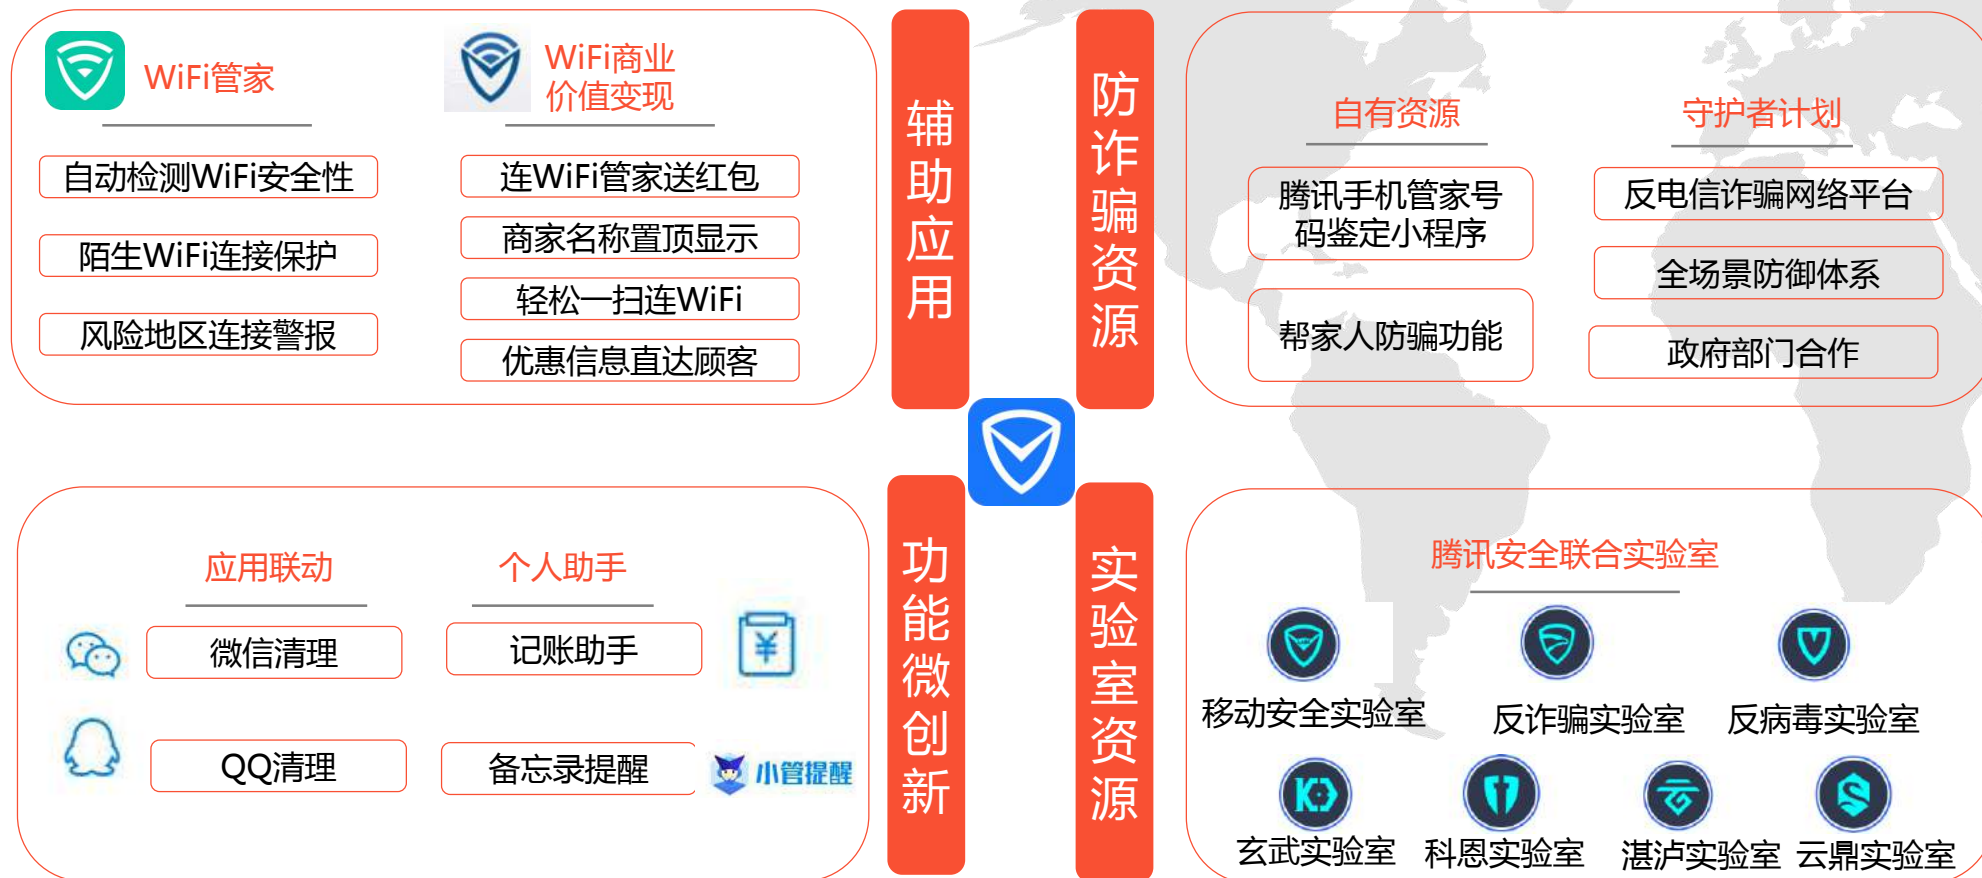 WiFi管家
自动检测WiFi安全性
陌生WiFi连接保护
风险地区连接警报
WiFi商业
价值变现
连WiFi管家送红包
商家名称置顶显示
轻松一扫连WiFi
优惠信息直达顾客
辅助应用
防诈骗资源
自有资源
腾讯手机管家号
码鉴定小程序
帮家人防骗功能
守护者计划
反电信诈骗网络平台
全场景防御体系
政府部门合作
应用联动
微信清理
QQ清理
个人助手
记账助手
备忘录提醒
小管提醒
功能微创新
实验室资源
腾讯安全联合实验室
移动安全实验室
反诈骗实验室
反病毒实验室
玄武实验室
科恩实验室
湛泸实验室
云鼎实验室